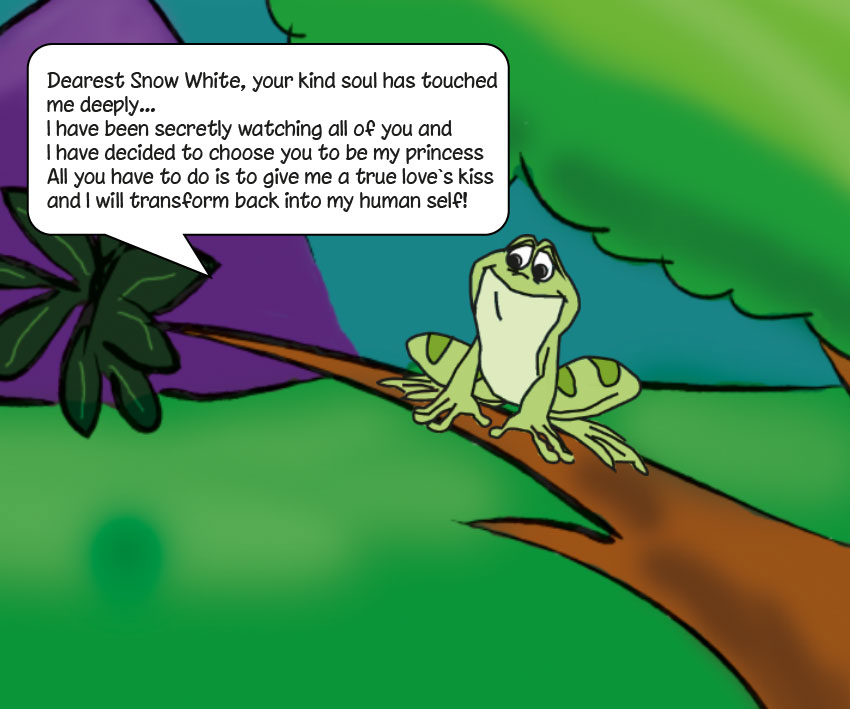 Dearest Snow White, your kind soul has touched
me deeply...
I have been secretly watching all of you and
I have decided to choose you to be my princess
All you have to do is to give me a true love`s kiss
and I will transform back into my human self!